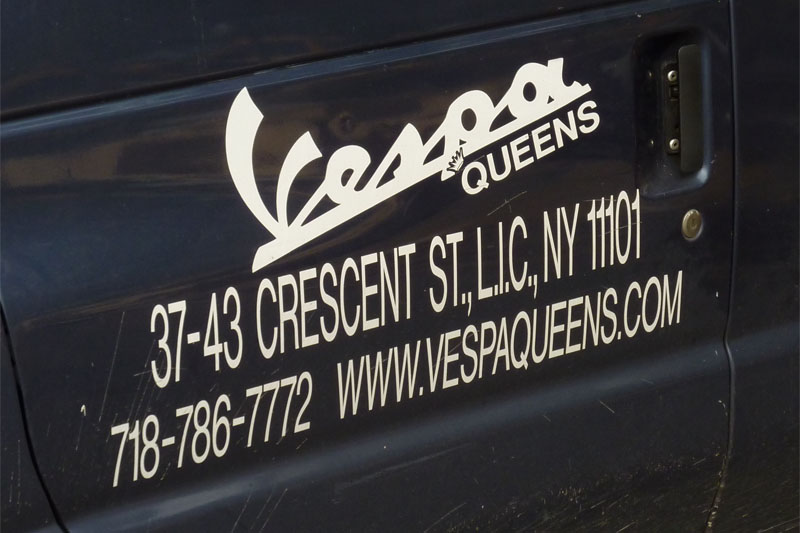 Vespa
QUEENS
37-43 CRESCENT ST., L.I.C., NY 11101
718-786-7772 WWW.VESPAQUEENS.COM